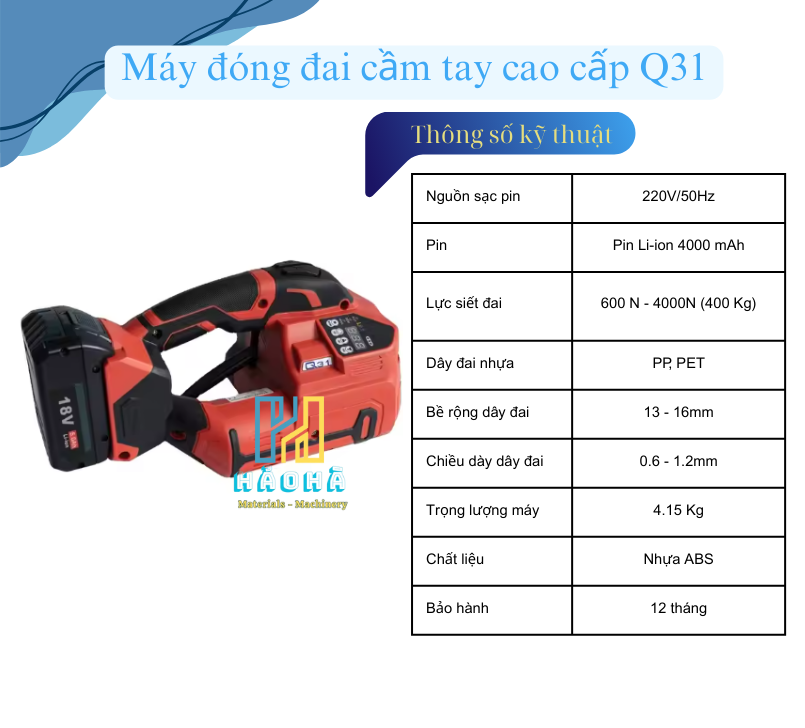 Máy đóng đai cầm tay cao cấp Q31
Thông số kỹ thuật
Nguồn sạc pin 220V/50Hz
Pin Pin Li-ion 4000 mAh
Lực siết đai 600 N - 4000N (400 Kg)
Dây đai nhựa PP, PET
Bề rộng dây đai 13 - 16mm
Chiều dày dây đai 0.6 - 1.2mm
Trọng lượng máy 4.15 Kg
Chất liệu Nhựa ABS
Bảo hành 12 tháng
Q31
18V
Li-ion
HÀOHÀ
Materials - Machinery